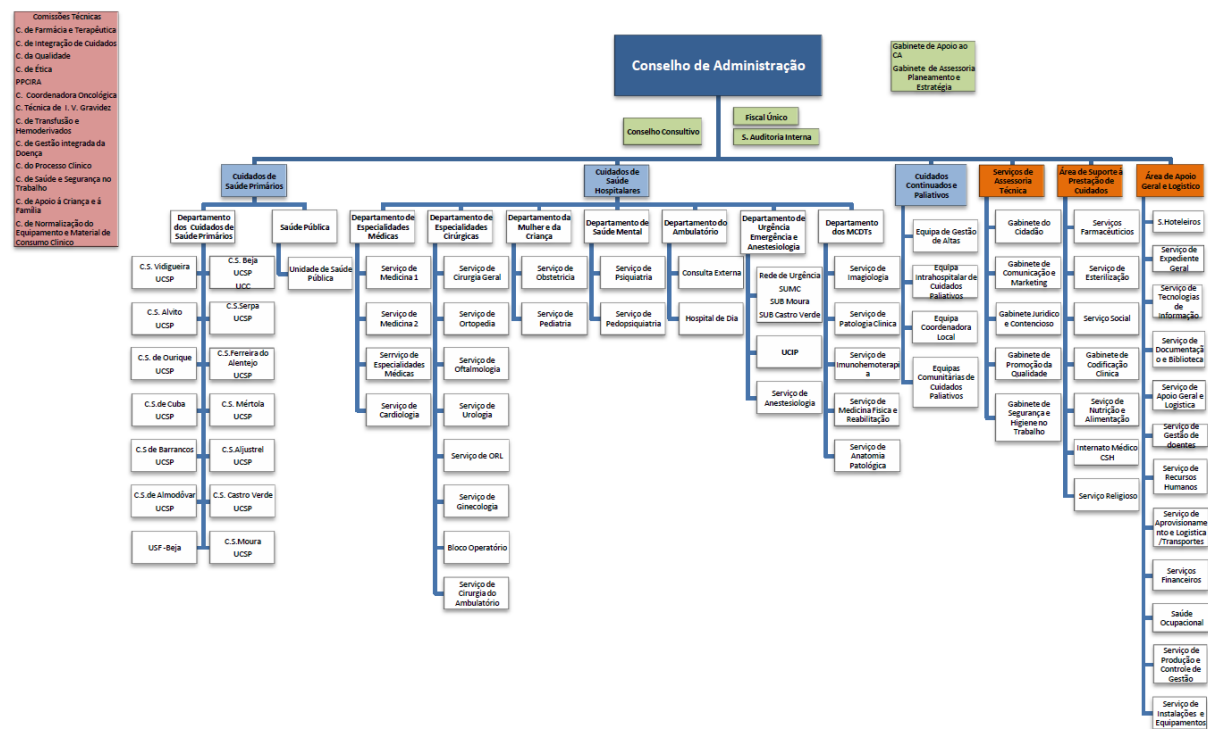 Comissões Técnicas
C. de Farmácia e Terapêutica
C. de Integração de Cuidados
C. da Qualidade
C. de Ética
PPCIRA
C. Coordenadora Oncológica
C. Técnica de I. V. Gravidez
C. de Transfusão e
Hemoderivados
C. de Gestão integrada da
Doença
C. do Processo Clinico
C. de Saúde e Segurança no
Trabalho
C. de Apoio á Criança e á
Família
C. de Normalização do
Equipamento e Material de
Consumo Clinico
Conselho de Administração
Gabinete de Apoio ao
CA
Gabinete de Assessoria
Planeamento e
Estratégia
Conselho Consultivo
Fiscal Único
S. Auditoria Interna
Cuidados de
Saúde Primários
Cuidados de
Saúde
Hospitalares
Cuidados
Continuados e
Paliativos
Serviços de
Assessoria
Técnica
Área de Suporte à
Prestação de
Cuidados
Área de Apoio
Geral e Logístico
Departamento
dos Cuidados de
Saúde Primários
Saúde Pública
Departamento de
Especialidades
Médicas
Departamento de
Especialidades
Cirúrgicas
Departamento da
Mulher e da
Criança
Departamento de
Saúde Mental
Departamento do
Ambulatório
Departamento de
Urgência
Emergência e
Anestesiologia
Departamento
dos MCDTs
C.S. Vidigueira
UCSP
C.S. Alvito
UCSP
C.S. de Ourique
UCSP
C.S.de Cuba
UCSP
C.S de Barrancos
UCSP
C.S.de Almodôvar
UCSP
USF -Beja
C.S. Beja
UCSP
UCC
C.S.Serpa
UCSP
C.S.Ferreira do
Alentejo
UCSP
C.S. Mértola
UCSP
C.S.Aljustrel
UCSP
C.S. Castro Verde
UCSP
C.S.Moura
UCSP
Unidade de Saúde
Pública
Serviço de
Medicina 1
Serviço de
Medicina 2
Serviço de
Especialidades
Médicas
Serviço de
Cardiologia
Serviço de
Cirurgia Geral
Serviço de
Ortopedia
Serviço de
Oftalmologia
Serviço de
Urologia
Serviço de ORL
Serviço de
Ginecologia
Bloco Operatório
Serviço de
Cirurgia do
Ambulatório
Serviço de
Obstetricia
Serviço de
Pediatria
Serviço de
Psiquiatria
Serviço de
Pedopsiquiatria
Consulta Externa
Hospital de Dia
Rede de Urgência
SUMC
SUB Moura
SUB Castro Verde
UCIP
Serviço de
Anestesiologia
Serviço de
Imagiologia
Serviço de
Patologia Clinica
Serviço de
Imunohemoterap
ia
Serviço de
Medicina Fisica e
Reabilitação
Serviço de
Anatomia
Patológica
Equipa de Gestão
de Altas
Equipa
Intrahospitalar de
Cuidados
Paliativos
Equipa
Coordenadora
Local
Equipas
Comunitárias de
Cuidados
Paliativos
Gabinete do
Cidadão
Gabinete de
Comunicação e
Marketing
Gabinete Juridico
e Contencioso
Gabinete de
Promoção da
Qualidade
Gabinete de
Segurança e
Higiene no
Trabalho
Serviços
Farmacêuticios
Serviço de
Esterilização
Serviço Social
Gabinete de
Codificação
Clinica
Seviço de
Nutrição e
Alimentação
Internato Médico
CSH
Serviço Religioso
S.Hoteleiros
Serviço de
Expediente
Geral
Serviço de
Tecnologias
de
Informação
Serviço de
Documentaçã
o e Biblioteca
Serviço de
Apoio Geral e
Logistica
Serviço de
Gestão de
doentes
Serviço de
Recursos
Humanos
Serviço de
Aprovisioname
nto e Logistica
/Transportes
Serviços
Financeiros
Saúde
Ocupacional
Serviço de
Produção e
Controle de
Gestão
Serviço de
Instalações e
Equipamentos